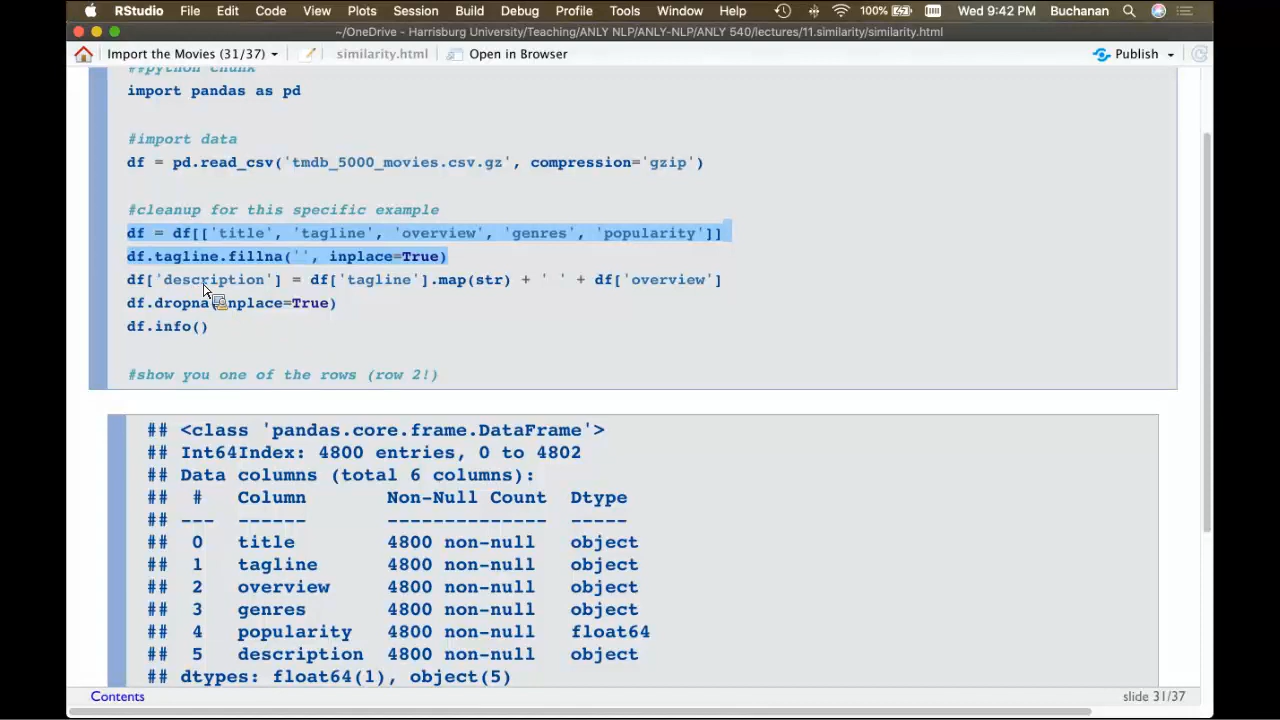 RStudio File Edit Code View Plots Session Build Debug Profile Tools Window Help 100% Wed 9:42 PM Buchanan
~/OneDrive - Harrisburg University/Teaching/ANLY NLP/ANLY-NLP/ANLY 540/lectures/11.similarity/similarity.html
Import the Movies (31/37) similarity.html Open in Browser Publish
##python chunk
import pandas as pd
#import data
df = pd.read_csv('tmdb_5000_movies.csv.gz', compression='gzip')
#cleanup for this specific example
df = df[['title', 'tagline', 'overview', 'genres', 'popularity']]
df.tagline.fillna('', inplace=True)
df['description'] = df['tagline'].map(str) + ' ' + df['overview']
df.dropna(inplace=True)
df.info()
#show you one of the rows (row 2!)
## <class 'pandas.core.frame.DataFrame'>
## Int64Index: 4800 entries, 0 to 4802
## Data columns (total 6 columns):
## # Column Non-Null Count Dtype
## --- ------ -------------- -----
## 0 title 4800 non-null object
## 1 tagline 4800 non-null object
## 2 overview 4800 non-null object
## 3 genres 4800 non-null object
## 4 popularity 4800 non-null float64
## 5 description 4800 non-null object
## dtypes: float64(1), object(5)
Contents slide 31/37